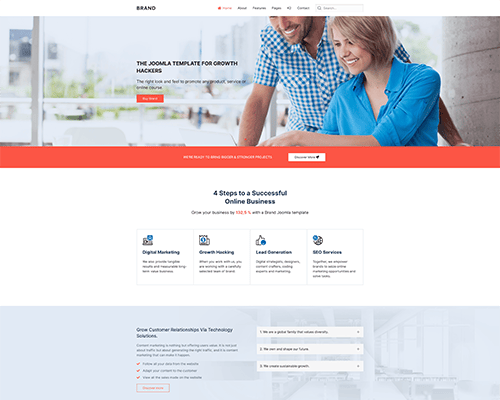 BRAND
Home About Features Pages K2 Contact Search...
THE JOOMLA TEMPLATE FOR GROWTH
HACKERS
The right look and feel to promote any product, service or
online course.
Buy Brand
WE'RE READY TO BRING BIGGER & STRONGER PROJECTS
Discover More
4 Steps to a Successful
Online Business
Grow your business by 132,5 % with a Brand Joomla template
Digital Marketing
We also provide tangible
results and measurable long-
term value business.
Growth Hacking
When you work with us, you
are working with a carefully
selected team of brand.
Lead Generation
Digital strategists, designers,
content crafters, coding
experts and marketing.
SEO Services
Together, we empower
brands to seize online
marketing opportunities and
save tasks.
Grow Customer Relationships Via Technology
Solutions.
Content marketing is nothing but offering users value. It is not just
about traffic but about generating the right traffic, and it is content
marketing that can make it happen.
Follow all your data from the website
Adapt your content to the customer
View all the sales made on the website
Discover more
1. We are a global family that values diversity.
2. We own and shape our future.
3. We create sustainable growth.